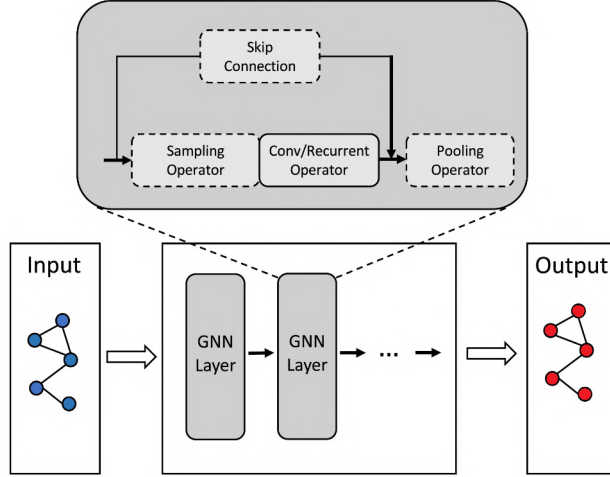 Skip
Connection
Sampling
Operator
Conv/Recurrent
Operator
Pooling
Operator
Input
GNN
Layer
GNN
Layer
...
Output